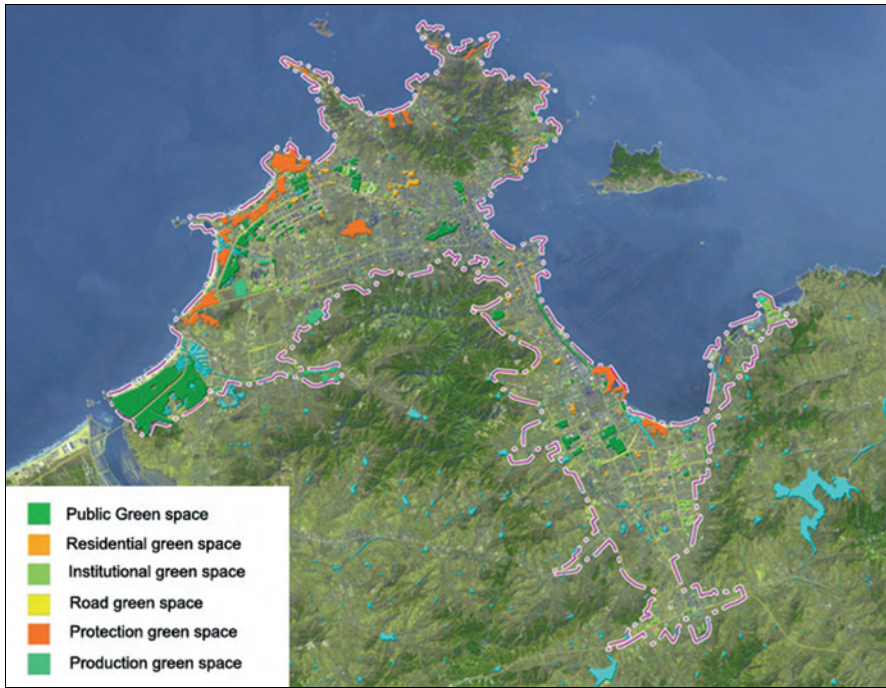 Public Green space
Residential green space
Institutional green space
Road green space
Protection green space
Production green space